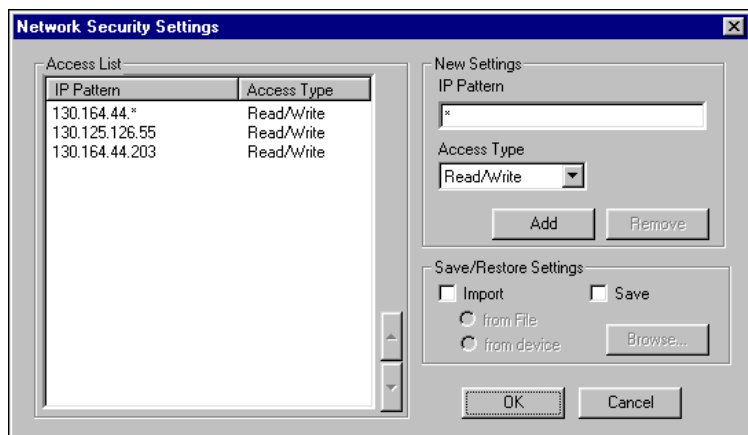 Network Security Settings
Access List
IP Pattern Access Type
130.164.44.* Read/Write
130.125.126.55 Read/Write
130.164.44.203 Read/Write
New Settings
IP Pattern
*
Access Type
Read/Write
Add Remove
Save/Restore Settings
Import Save
from File
from device Browse...
OK Cancel